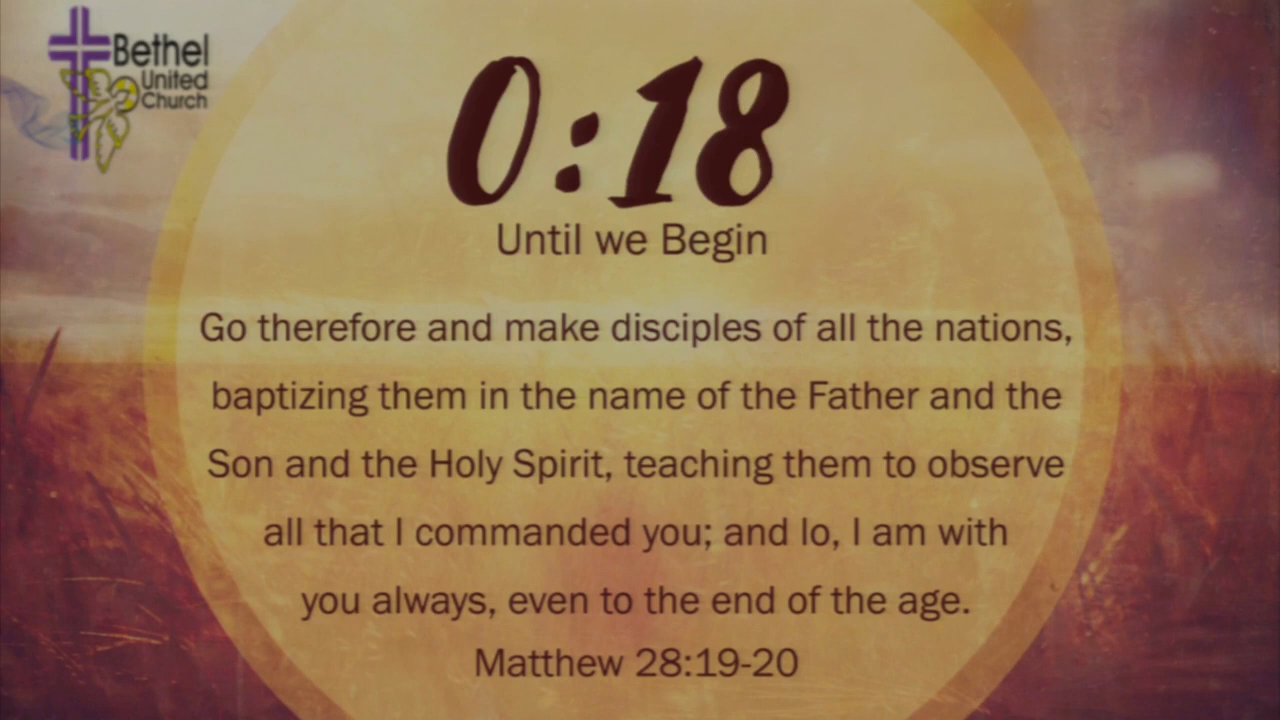 Bethel
United
Church
0:18
Until we Begin
Go therefore and make disciples of all the nations,
baptizing them in the name of the Father and the
Son and the Holy Spirit, teaching them to observe
all that I commanded you; and lo, I am with
you always, even to the end of the age.
Matthew 28:19-20